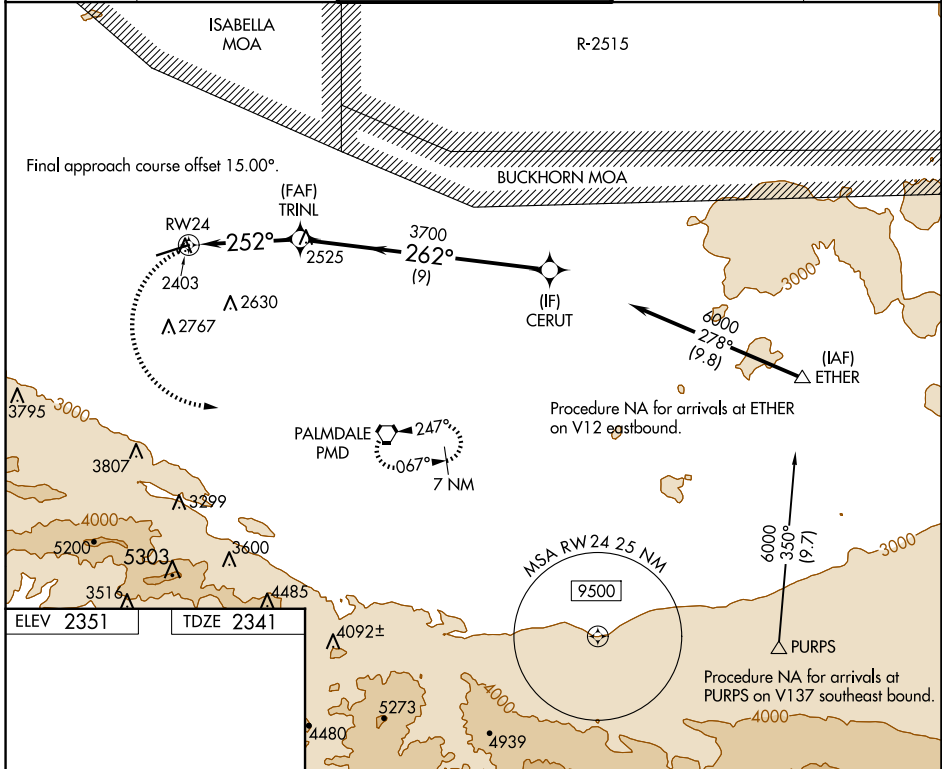 ISABELLA
MOA
R-2515
BUCKHORN MOA
Final approach course offset 15.00°.
(FAF)
TRINL
RW24
252°
2525
3700
262°
(9)
2403
2630
2767
(IF)
CERUT
3000
6000
278°
(9.8)
(IAF)
ETHER
Procedure NA for arrivals at ETHER
on V12 eastbound.
3795
3000
PALMDALE
PMD
247°
067°
7 NM
3807
3299
4000
5200
5303
3600
3516
4485
MSA RW24 25 NM
9500
6000
350°
(9.7)
3000
ELEV 2351
TDZE 2341
4092±
PURPS
Procedure NA for arrivals at
PURPS on V137 southeast bound.
4000
4000
5273
4480
4939